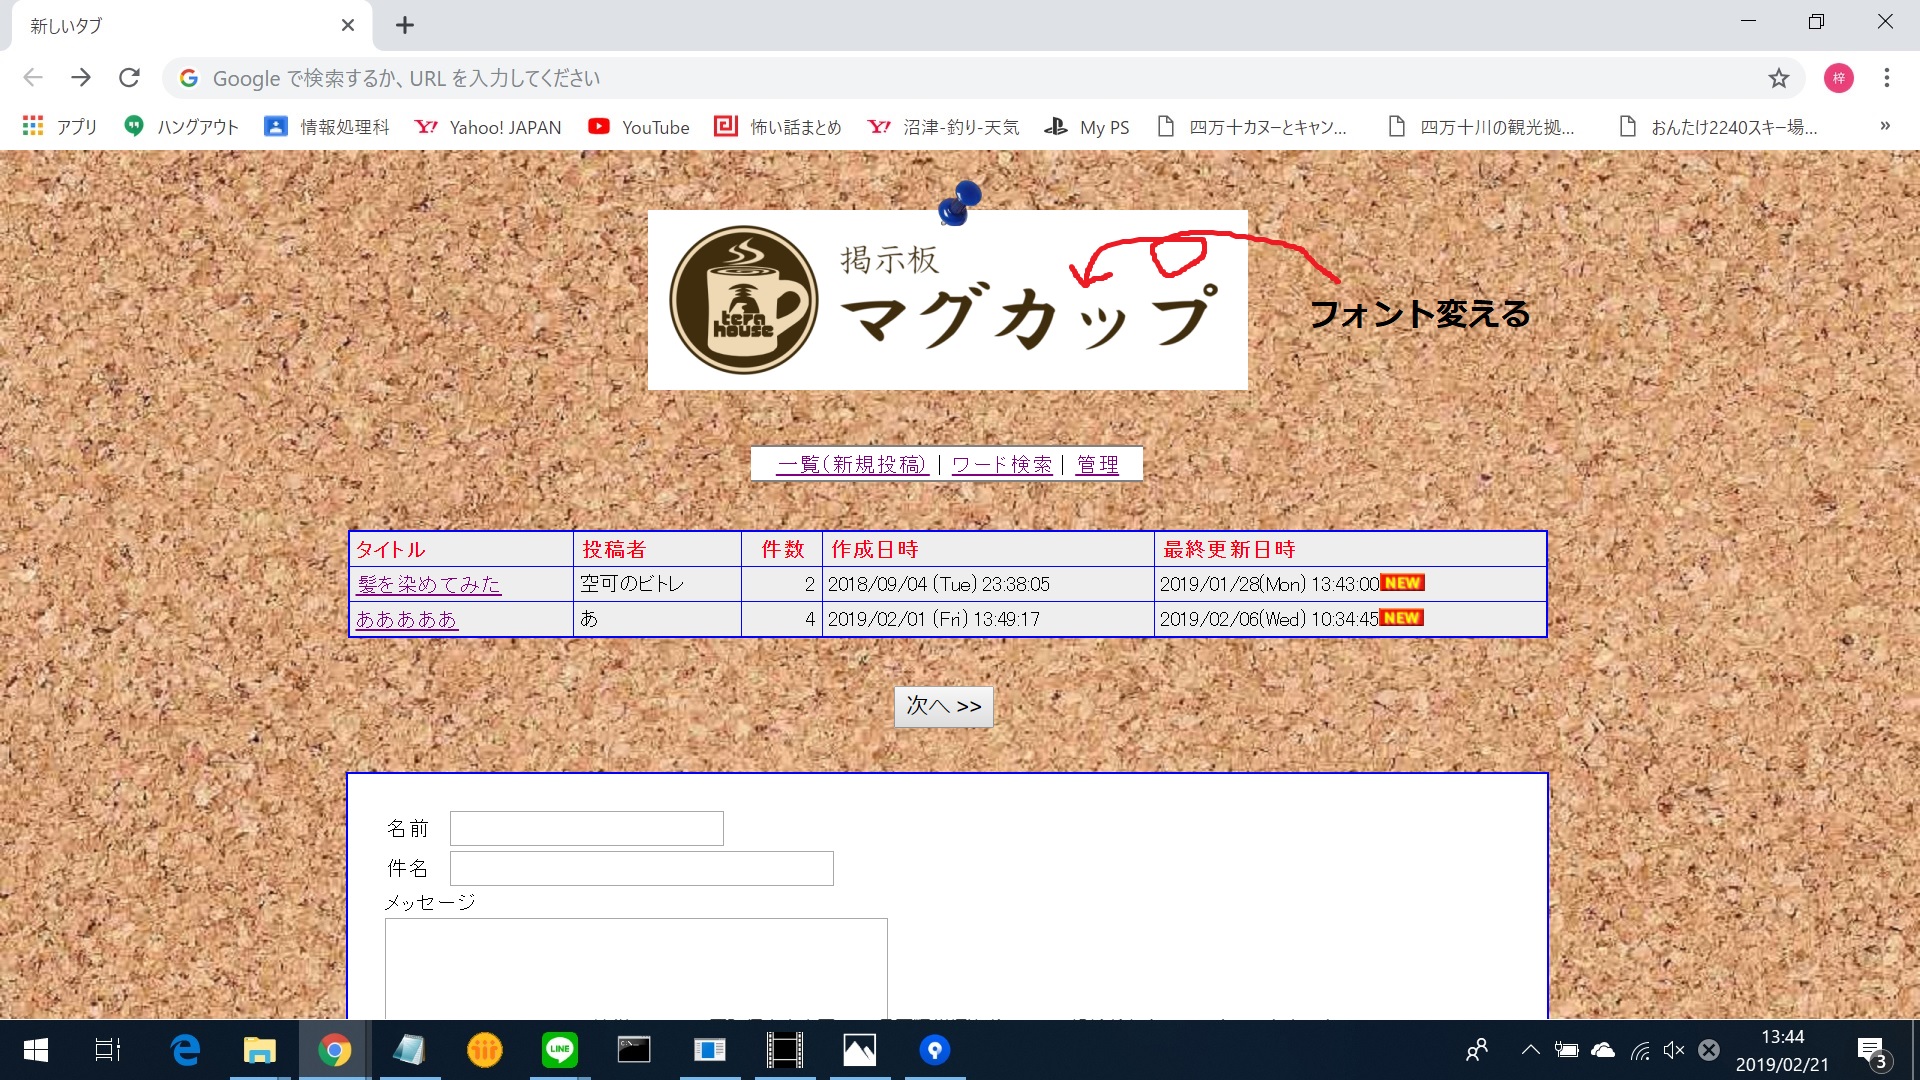 新しいタブ
Google で検索するか、URL を入力してください
梓
アプリ
ハングアウト
情報処理科
Yahoo! JAPAN
YouTube
怖い話まとめ
沼津-釣り-天気
My PS
四万十カヌーとキャン...
四万十川の観光拠...
おんたけ2240スキー場...
»
掲示板
マグカップ
tera
house
フォント変える
一覧(新規投稿) | ワード検索 | 管理
タイトル 投稿者 件数 作成日時 最終更新日時
髪を染めてみた 空可のビトレ 2 2018/09/04 (Tue) 23:38:05 2019/01/28(Mon) 13:43:00 NEW
あああああ あ 4 2019/02/01 (Fri) 13:49:17 2019/02/06(Wed) 10:34:45 NEW
次へ >>
名前
件名
メッセージ
LINE
13:44
2019/02/21
3